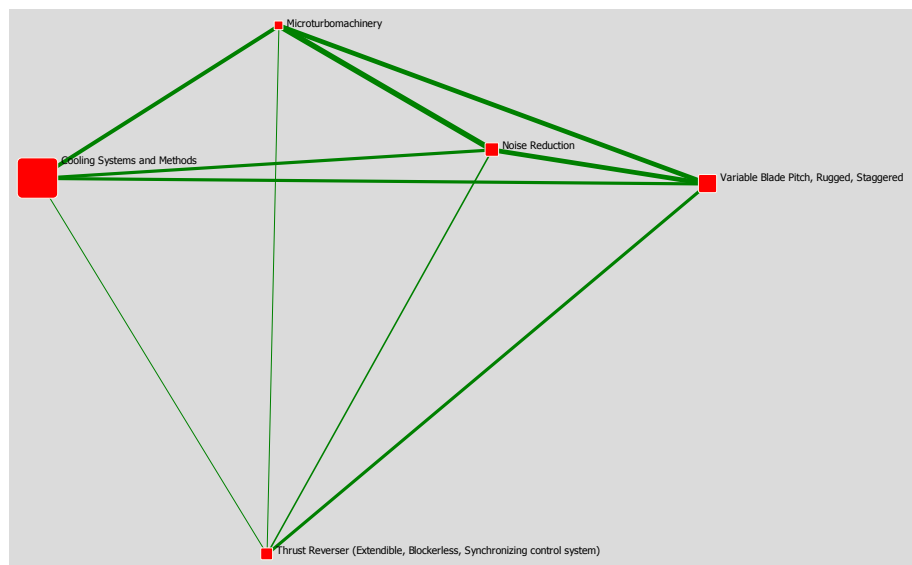 Microturbomachinery
Noise Reduction
Cooling Systems and Methods
Variable Blade Pitch, Rugged, Staggered
Thrust Reverser (Extendible, Blockerless, Synchronizing control system)